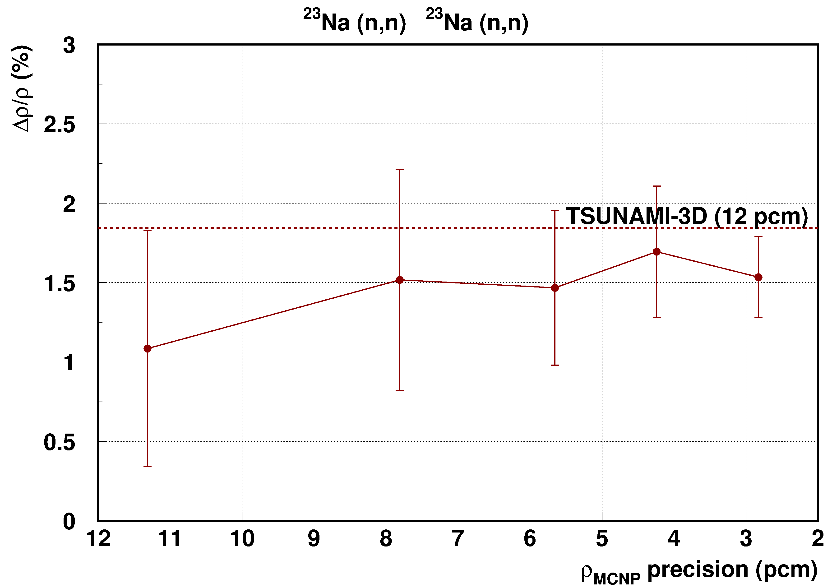 ²³Na (n,n) ²³Na (n,n)
Δρ/ρ (%)
3
2.5
2
1.5
1
0.5
0
TSUNAMI-3D (12 pcm)
12 11 10 9 8 7 6 5 4 3 2
ρMCNP precision (pcm)